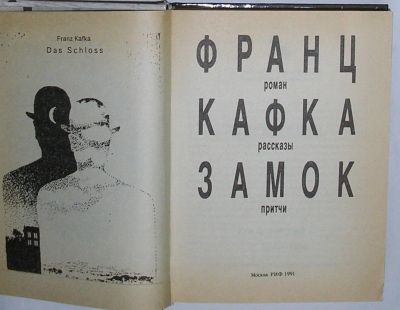 Franz Kafka
Das Schloss
ФРАНЦ
роман
КАФКА
рассказы
ЗАМОК
притчи
Москва РИФ 1991